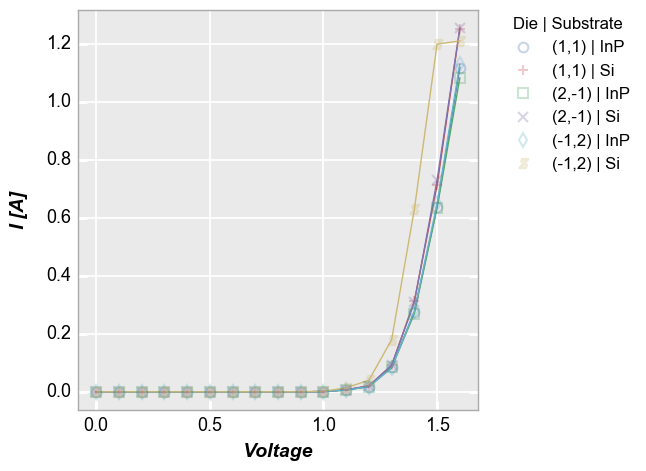 Die | Substrate
(1,1) | InP
(1,1) | Si
(2,-1) | InP
(2,-1) | Si
(-1,2) | InP
(-1,2) | Si
I [A]
1.2
1.0
0.8
0.6
0.4
0.2
0.0
0.0 0.5 1.0 1.5
Voltage